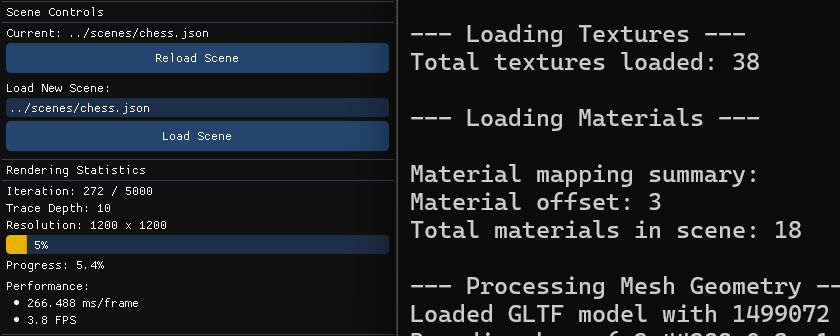 Scene Controls
Current: ../scenes/chess.json
Reload Scene
Load New Scene:
../scenes/chess.json
Load Scene
Rendering Statistics
Iteration: 272 / 5000
Trace Depth: 10
Resolution: 1200 x 1200
5%
Progress: 5.4%
Performance:
• 266.488 ms/frame
• 3.8 FPS
--- Loading Textures ---
Total textures loaded: 38
--- Loading Materials ---
Material mapping summary:
Material offset: 3
Total materials in scene: 18
--- Processing Mesh Geometry --
Loaded GLTF model with 1499072